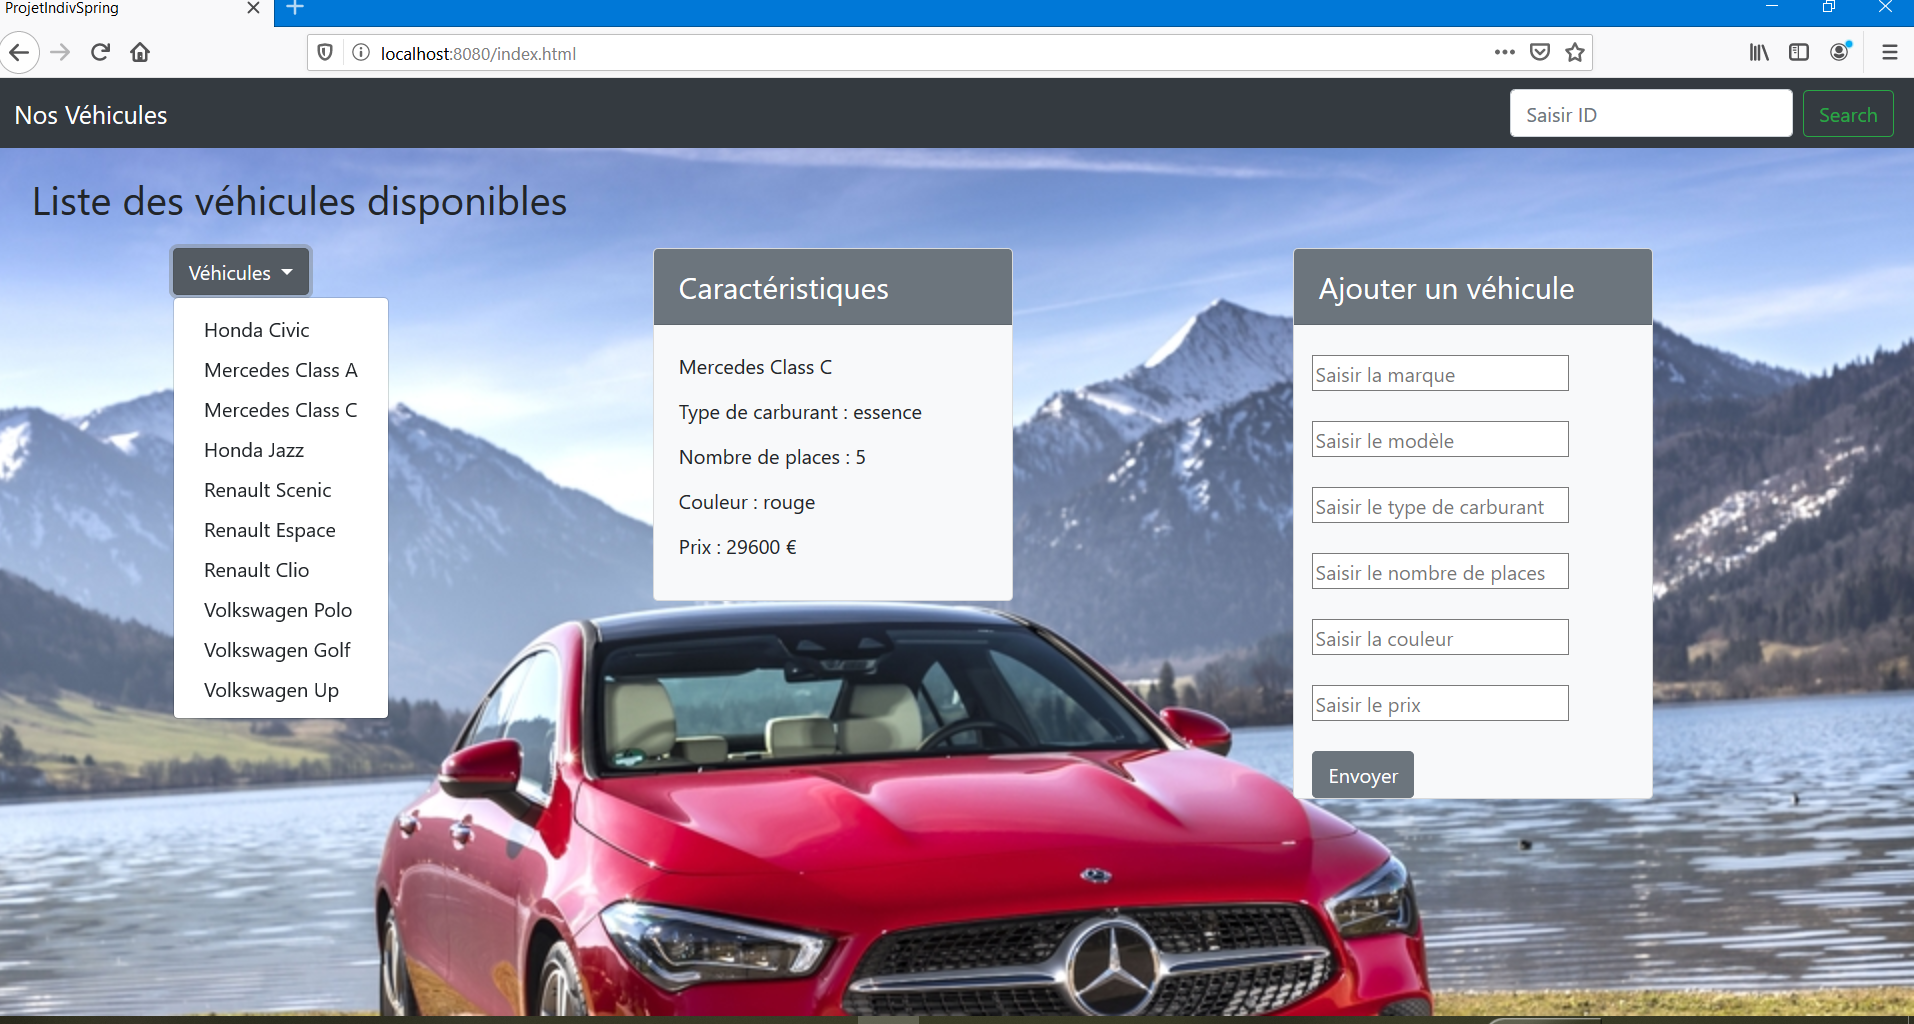 ProjetIndivSpring
localhost:8080/index.html
Nos Véhicules
Saisir ID
Search
Liste des véhicules disponibles
Véhicules
Honda Civic
Mercedes Class A
Mercedes Class C
Honda Jazz
Renault Scenic
Renault Espace
Renault Clio
Volkswagen Polo
Volkswagen Golf
Volkswagen Up
Caractéristiques
Mercedes Class C
Type de carburant : essence
Nombre de places : 5
Couleur : rouge
Prix : 29600 €
Ajouter un véhicule
Saisir la marque
Saisir le modèle
Saisir le type de carburant
Saisir le nombre de places
Saisir la couleur
Saisir le prix
Envoyer